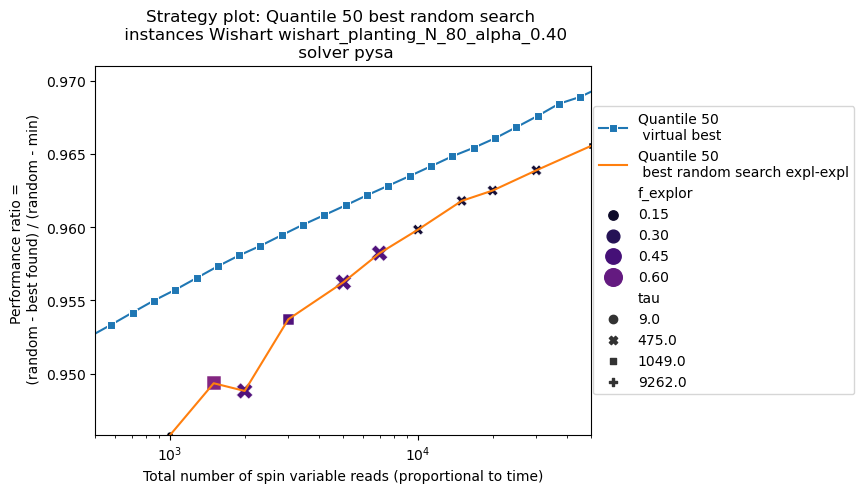 Strategy plot: Quantile 50 best random search
instances Wishart wishart_planting_N_80_alpha_0.40
solver pysa
0.970
0.965
0.960
0.955
0.950
Performance ratio =
(random - best found) / (random - min)
10³
10⁴
Total number of spin variable reads (proportional to time)
Quantile 50
virtual best
Quantile 50
best random search expl-expl
f_explor
0.15
0.30
0.45
0.60
tau
9.0
475.0
1049.0
9262.0